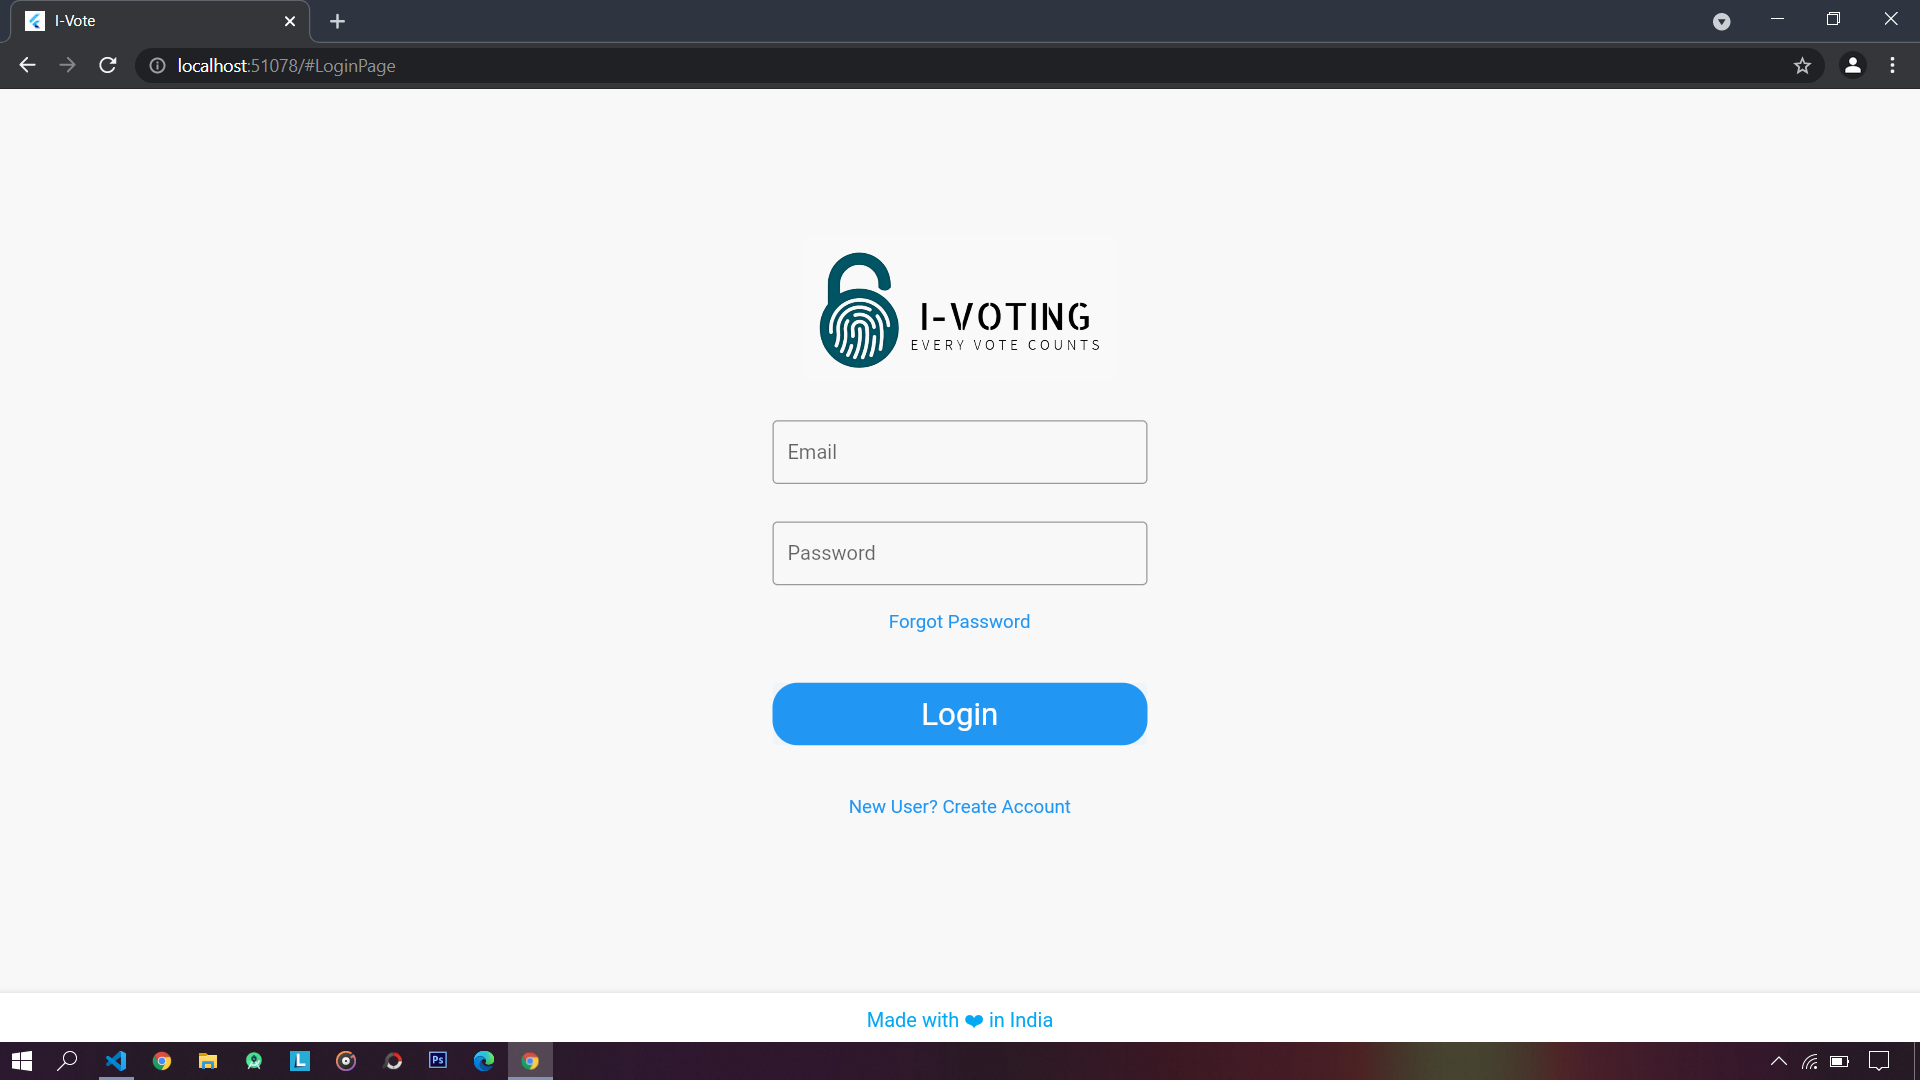 I-Vote
localhost:51078/#LoginPage
I-VOTING
EVERY VOTE COUNTS
Email
Password
Forgot Password
Login
New User? Create Account
Made with ❤ in India
L
Ps